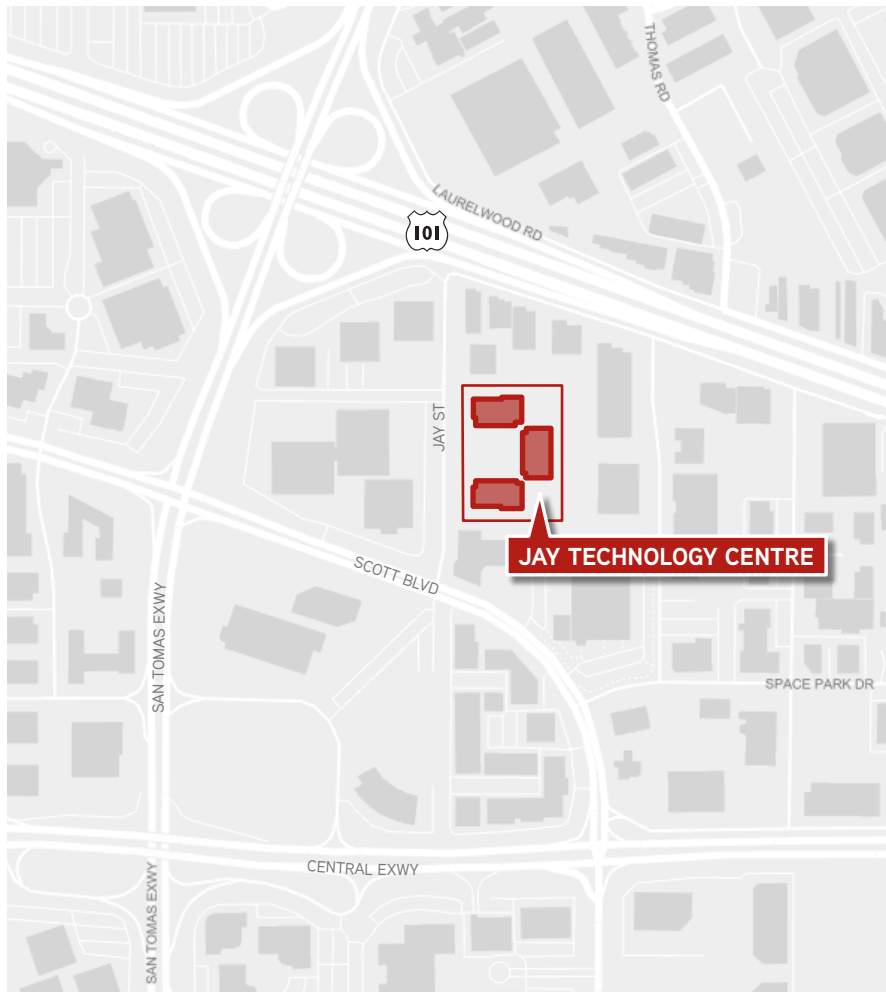 THOMAS RD
LAURELWOOD RD
101
JAY ST
JAY TECHNOLOGY CENTRE
SCOTT BLVD
SAN TOMAS EXWY
SPACE PARK DR
CENTRAL EXWY
SAN TOMAS EXWY